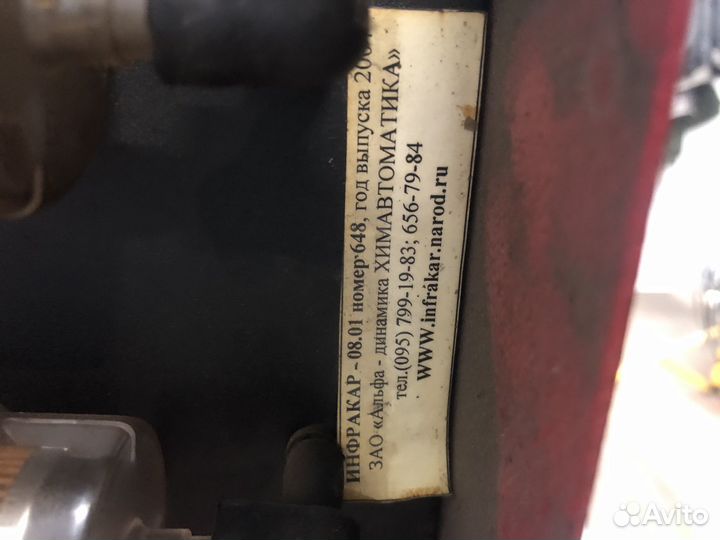 ИНФРАКАР - 08.01 номер 648, год выпуска
ЗАО «Альфа - динамика ХИМАВТОМАТИКА»
тел.(095) 799-19-83; 656-79-84
www.infrakar.narod.ru
Avito